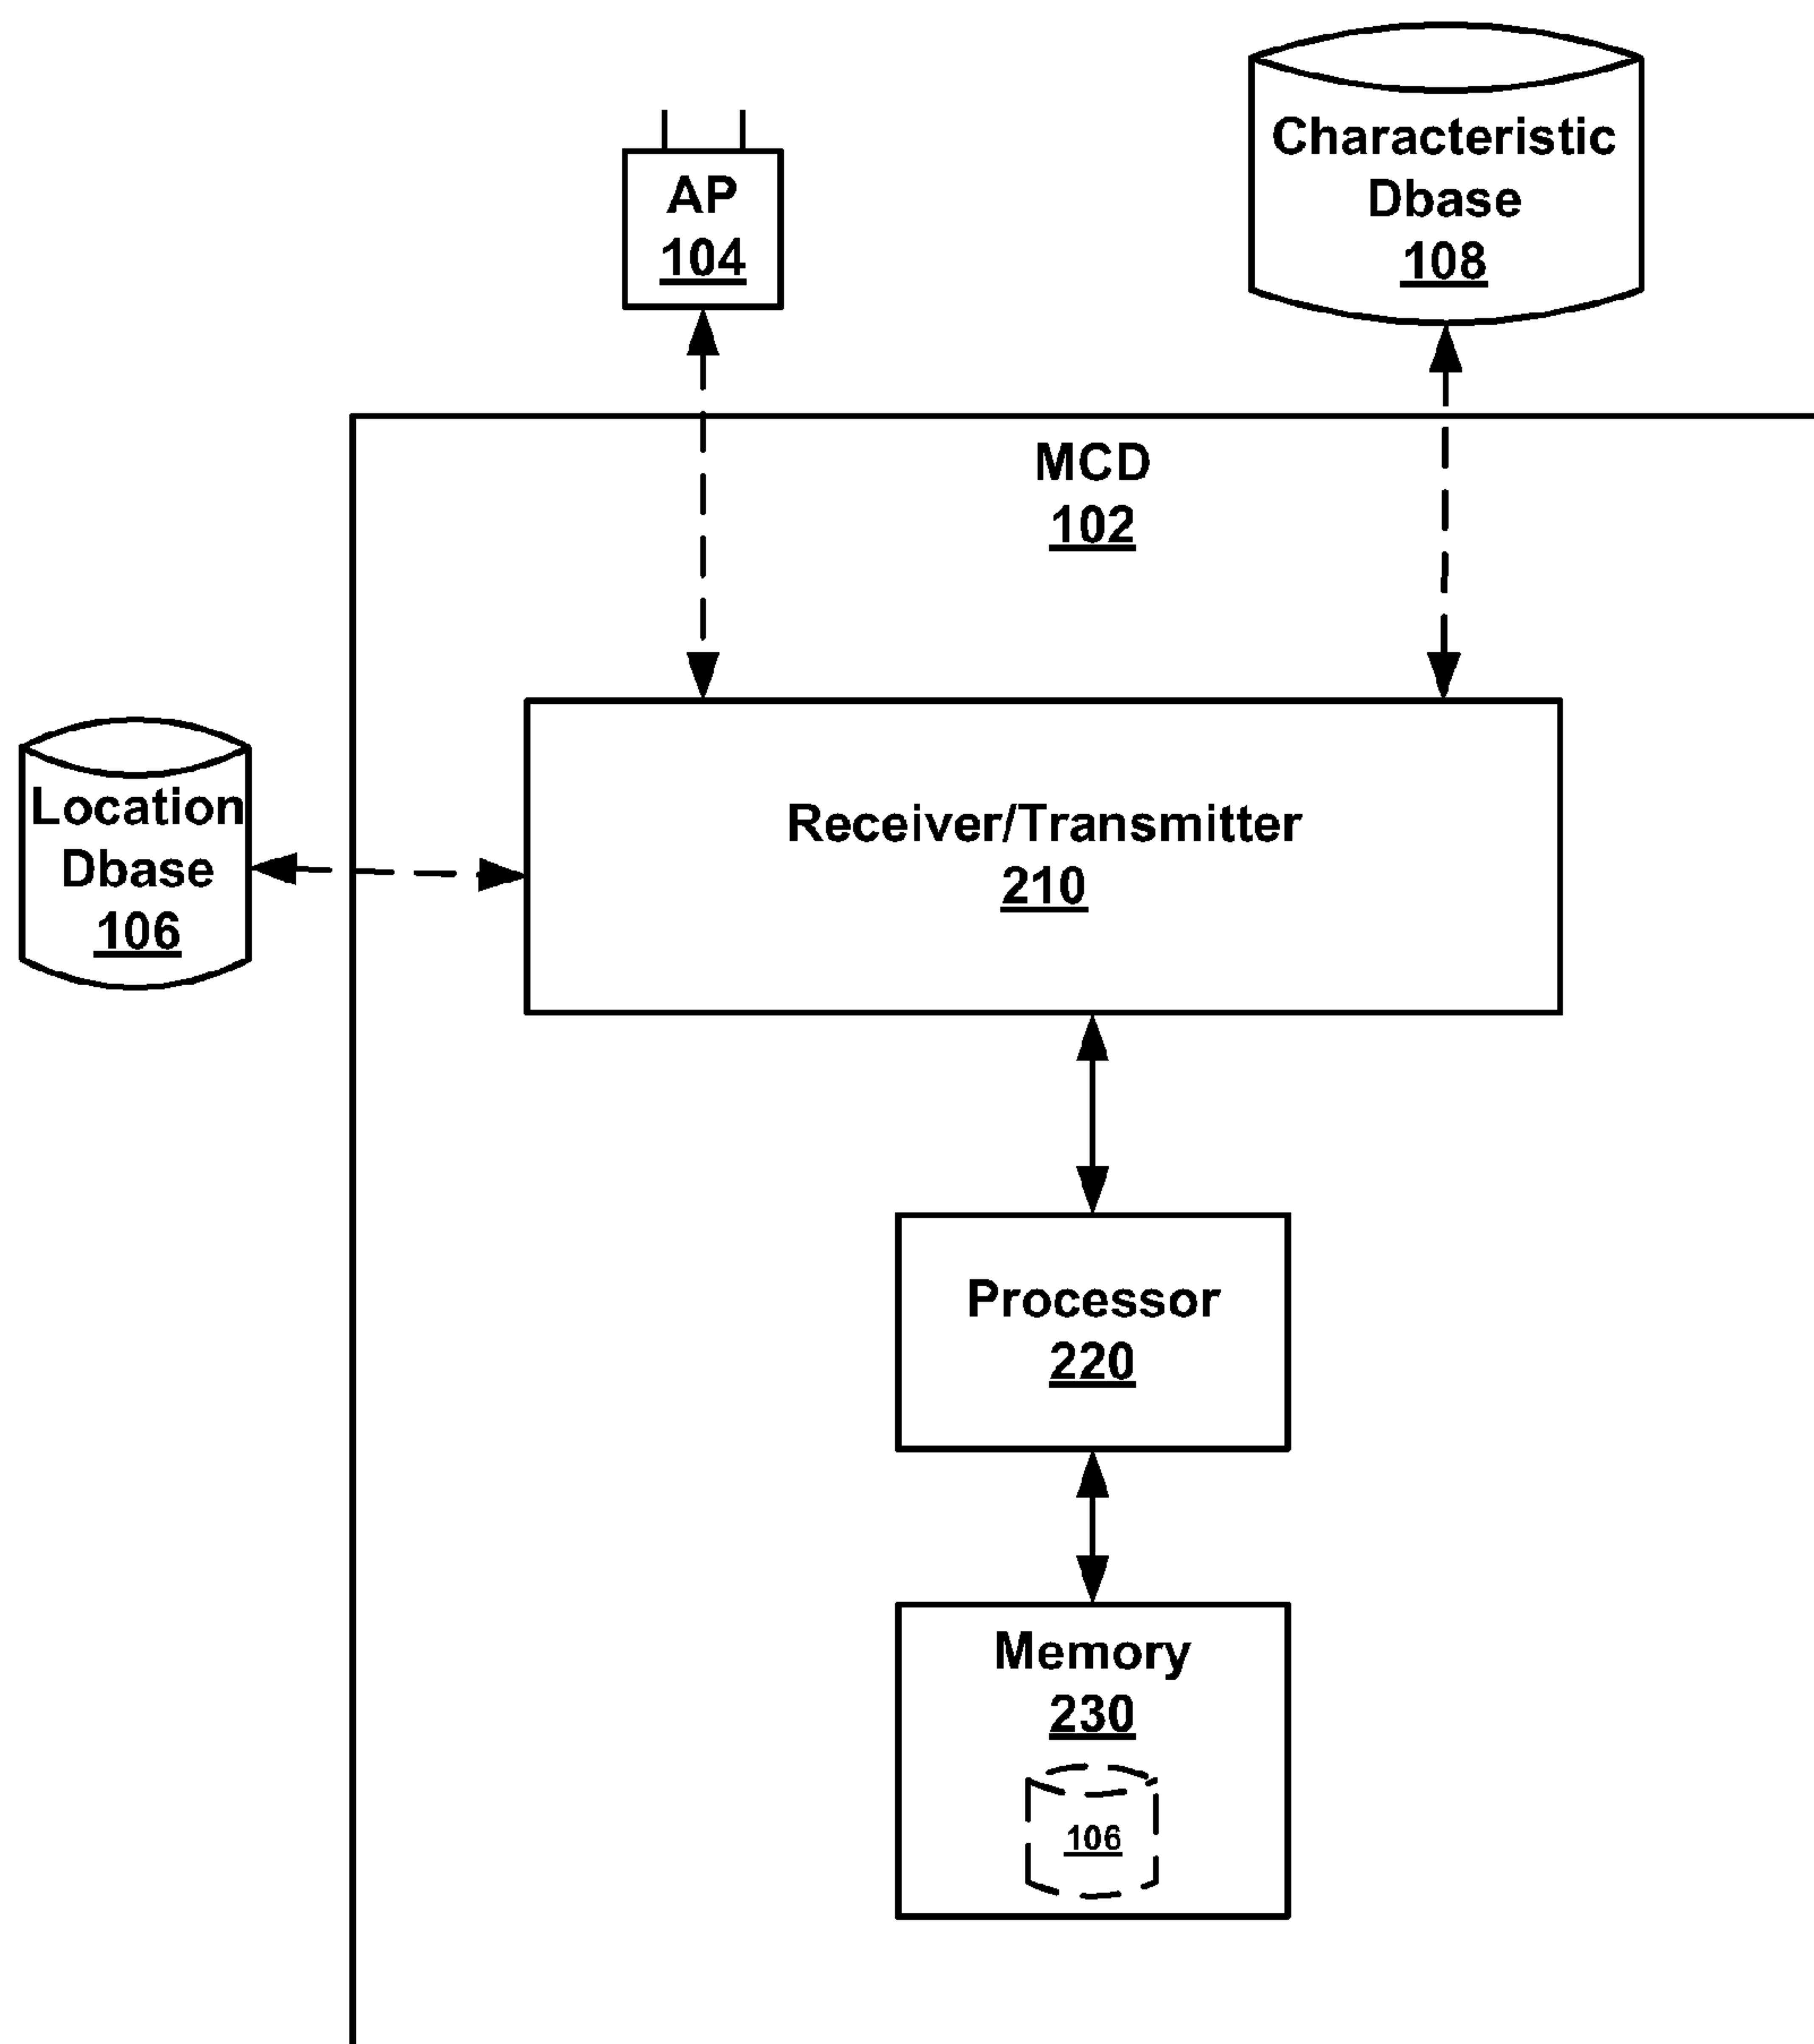 Characteristic
Dbase
108
AP
104
MCD
102
Location
Dbase
106
Receiver/Transmitter
210
Processor
220
Memory
230
106